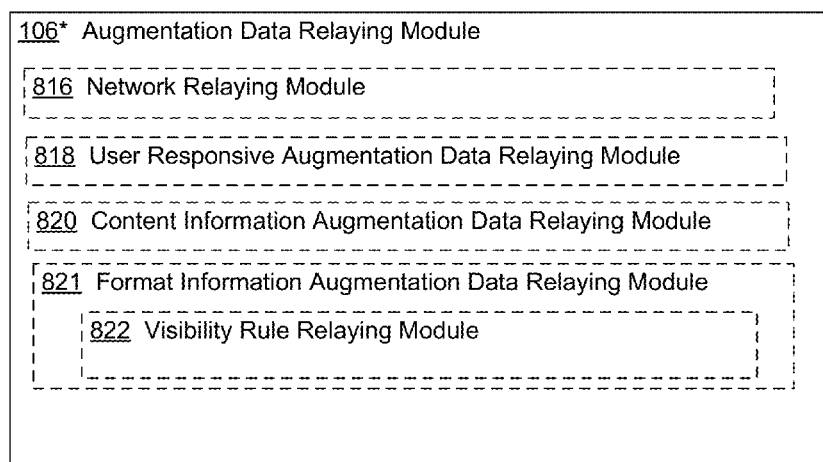 106* Augmentation Data Relaying Module
816 Network Relaying Module
818 User Responsive Augmentation Data Relaying Module
820 Content Information Augmentation Data Relaying Module
821 Format Information Augmentation Data Relaying Module
822 Visibility Rule Relaying Module